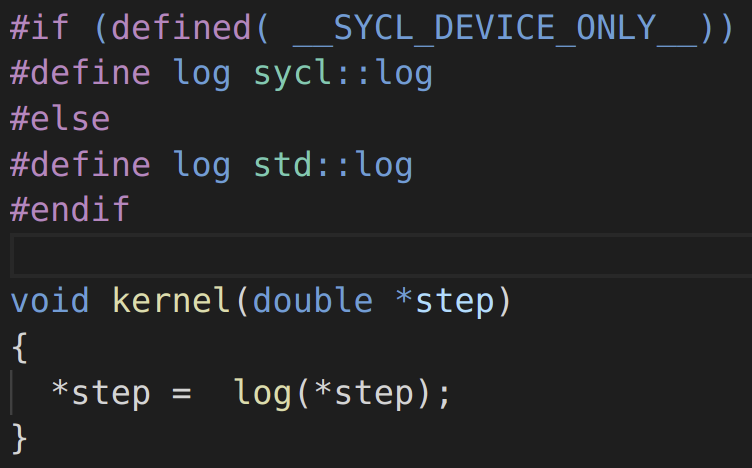 #if (defined( __SYCL_DEVICE_ONLY__))
#define log sycl::log
#else
#define log std::log
#endif
void kernel(double *step)
{
*step =  log(*step);
}